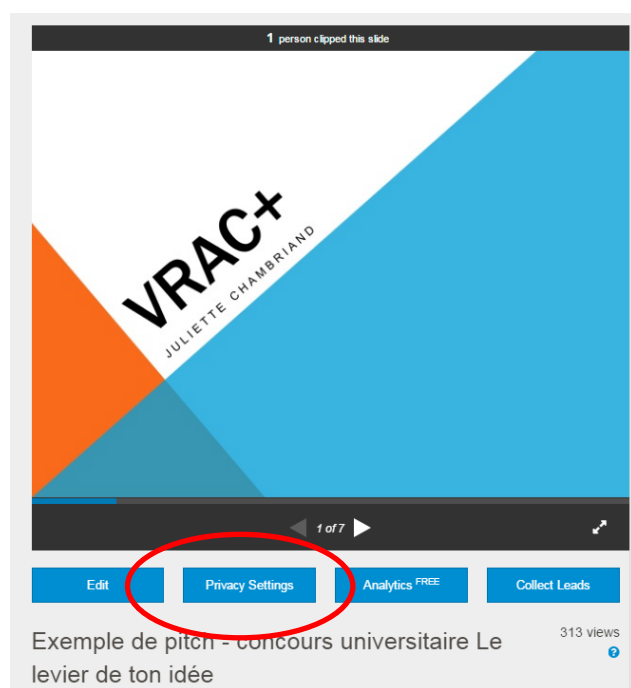 1 person clipped this slide
VRAC+
JULIETTE CHAMBRIAND
1 of 7
Edit
Privacy Settings
Analytics FREE
Collect Leads
Exemple de pitch - concours universitaire Le
levier de ton idée
313 views
?